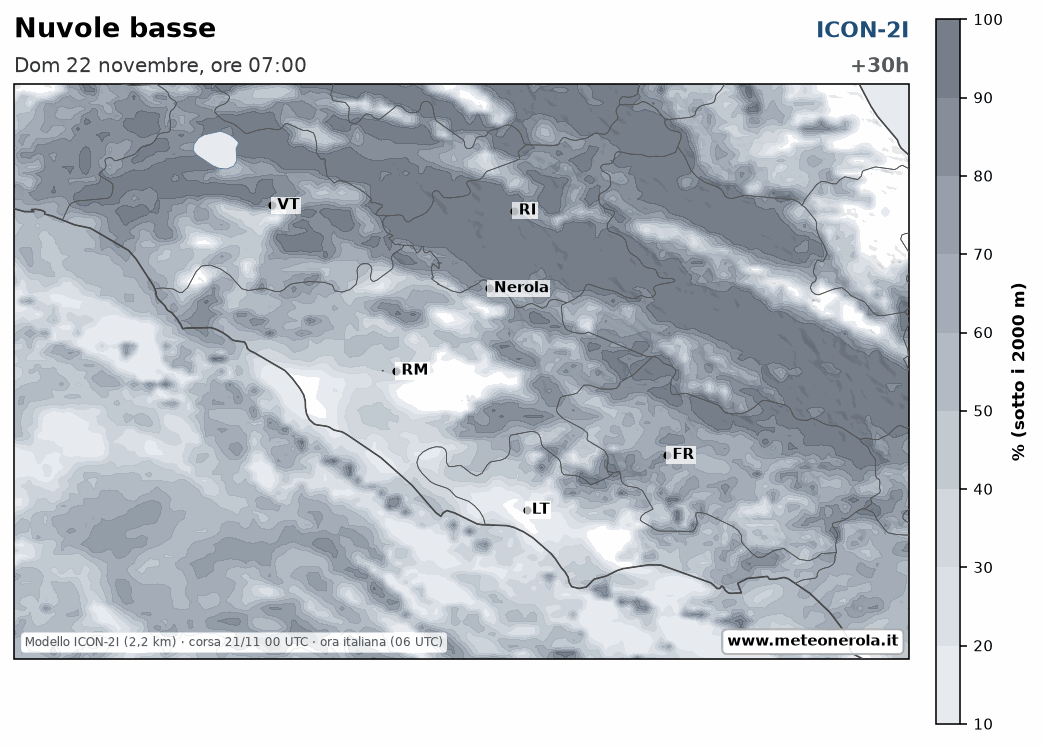 Nuvole basse
ICON-2I
Dom 22 novembre, ore 07:00
+30h
VT
RI
Nerola
RM
FR
LT
Modello ICON-2I (2,2 km) · corsa 21/11 00 UTC · ora italiana (06 UTC)
www.meteonerola.it
100
90
80
70
60
50
40
30
20
10
% (sotto i 2000 m)